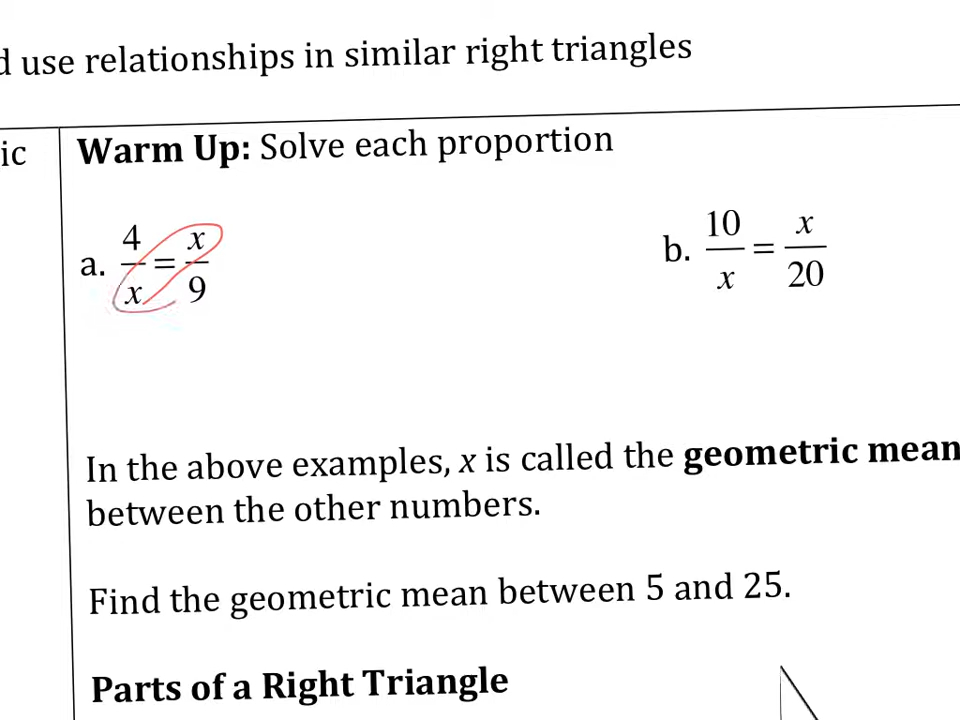 d use relationships in similar right triangles
ic
Warm Up: Solve each proportion
a. 4/x = x/9
b. 10/x = x/20
In the above examples, x is called the geometric mean
between the other numbers.
Find the geometric mean between 5 and 25.
Parts of a Right Triangle